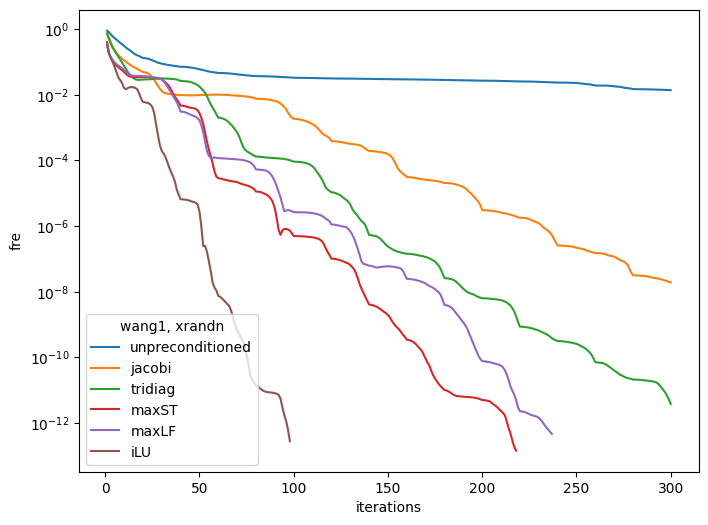 10⁰
10⁻²
10⁻⁴
10⁻⁶
10⁻⁸
10⁻¹⁰
10⁻¹²
fre
wang1, xrandn
unpreconditioned
jacobi
tridiag
maxST
maxLF
iLU
0 50 100 150 200 250 300
iterations